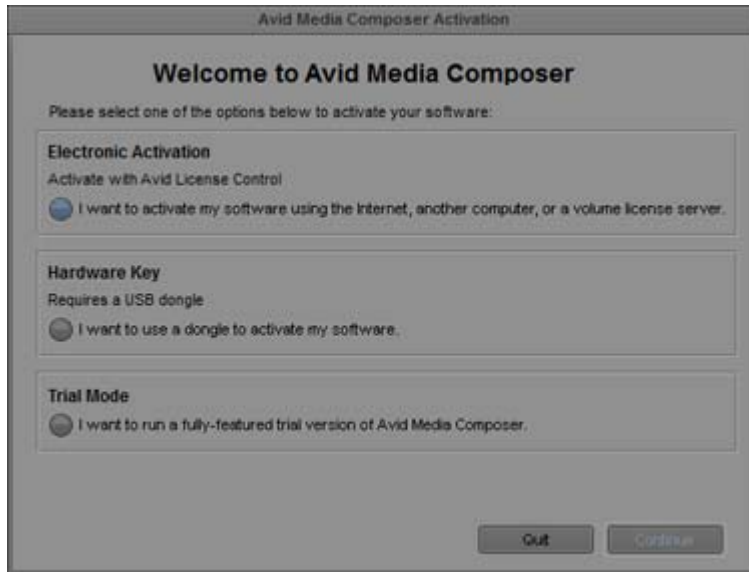 Avid Media Composer Activation
Welcome to Avid Media Composer
Please select one of the options below to activate your software:
Electronic Activation
Activate with Avid License Control
I want to activate my software using the Internet, another computer, or a volume license server.
Hardware Key
Requires a USB dongle
I want to use a dongle to activate my software.
Trial Mode
I want to run a fully-featured trial version of Avid Media Composer.
Quit Continue